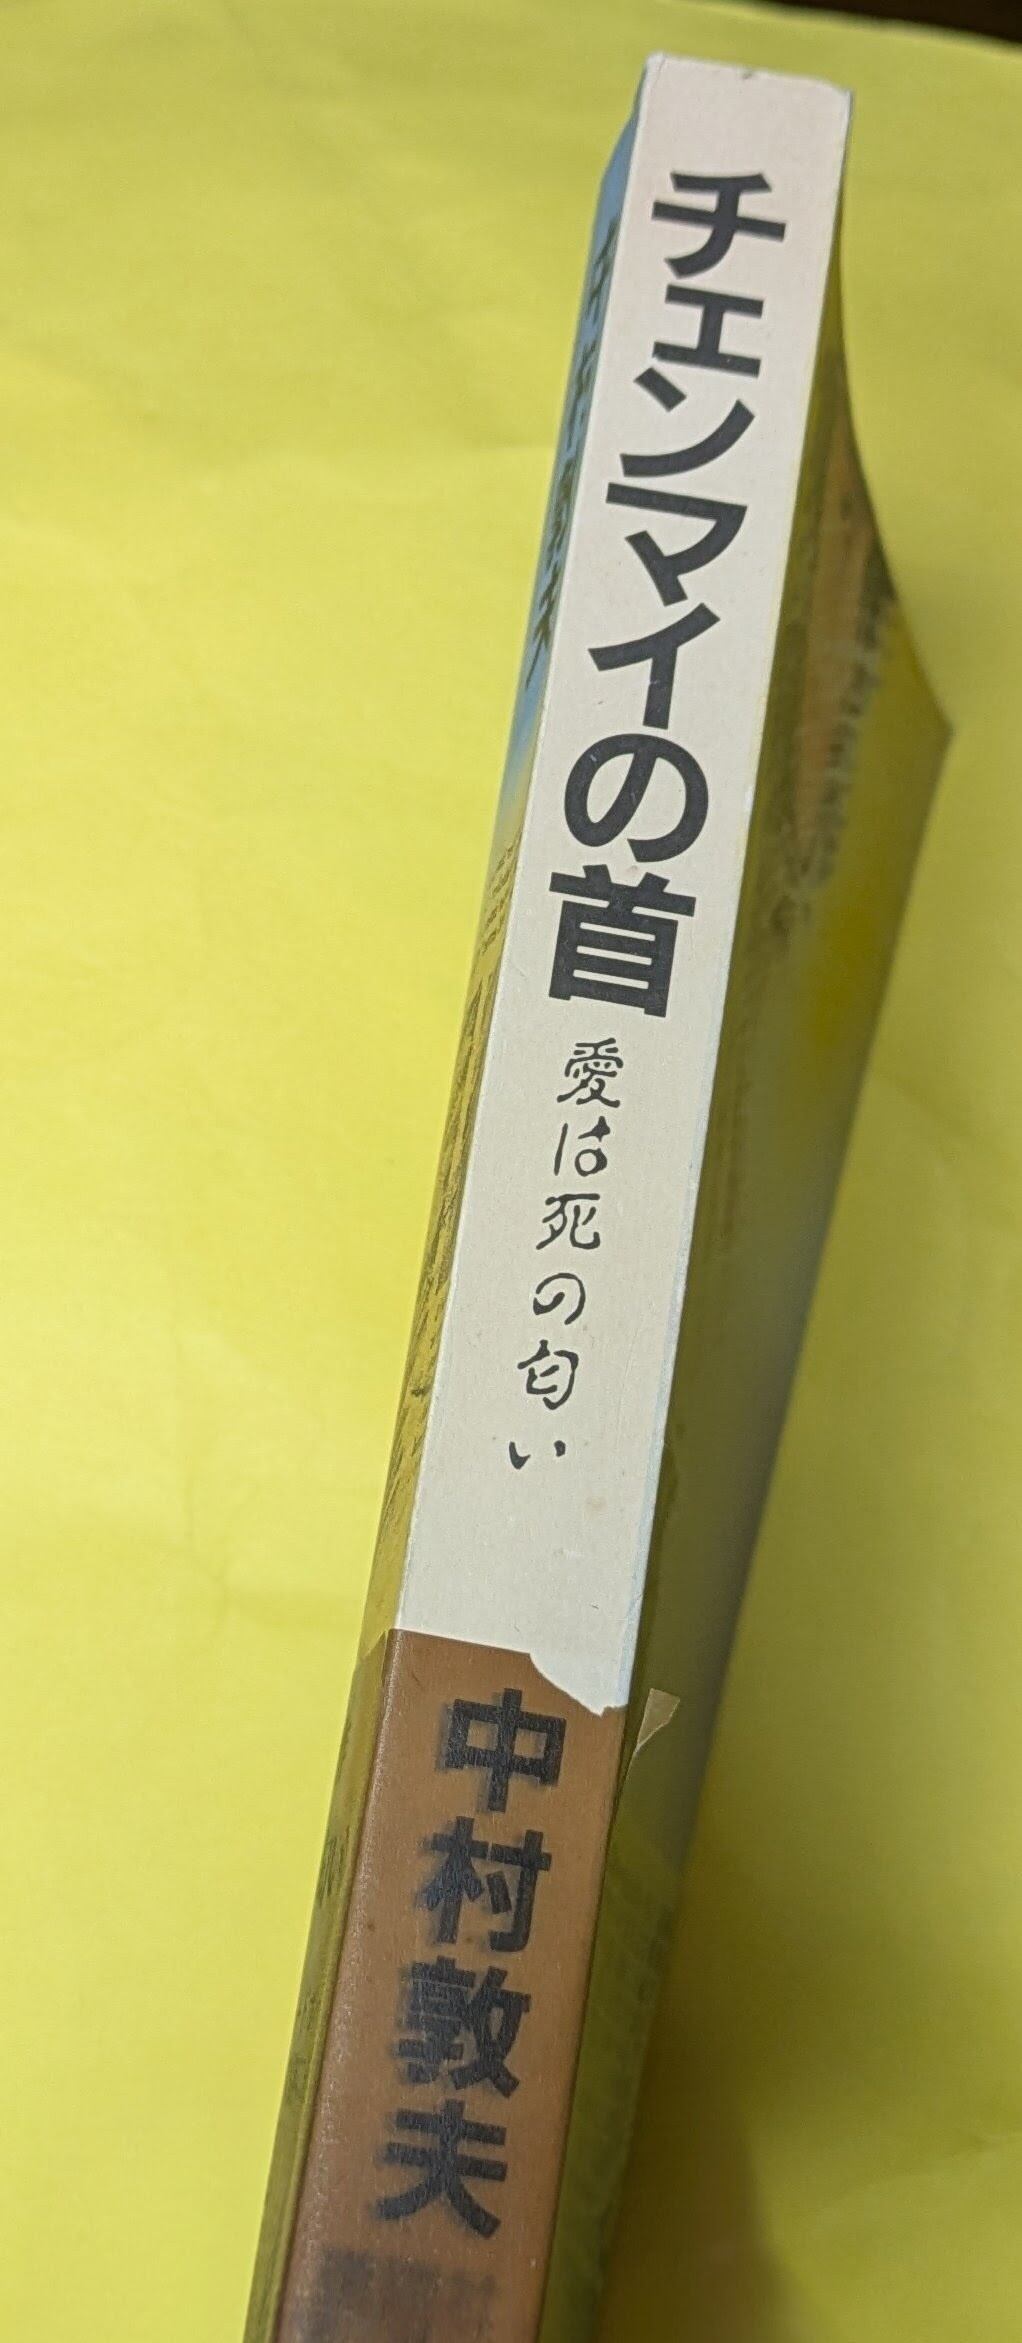 チェンマイの首
愛は死の匂い
中村敦夫